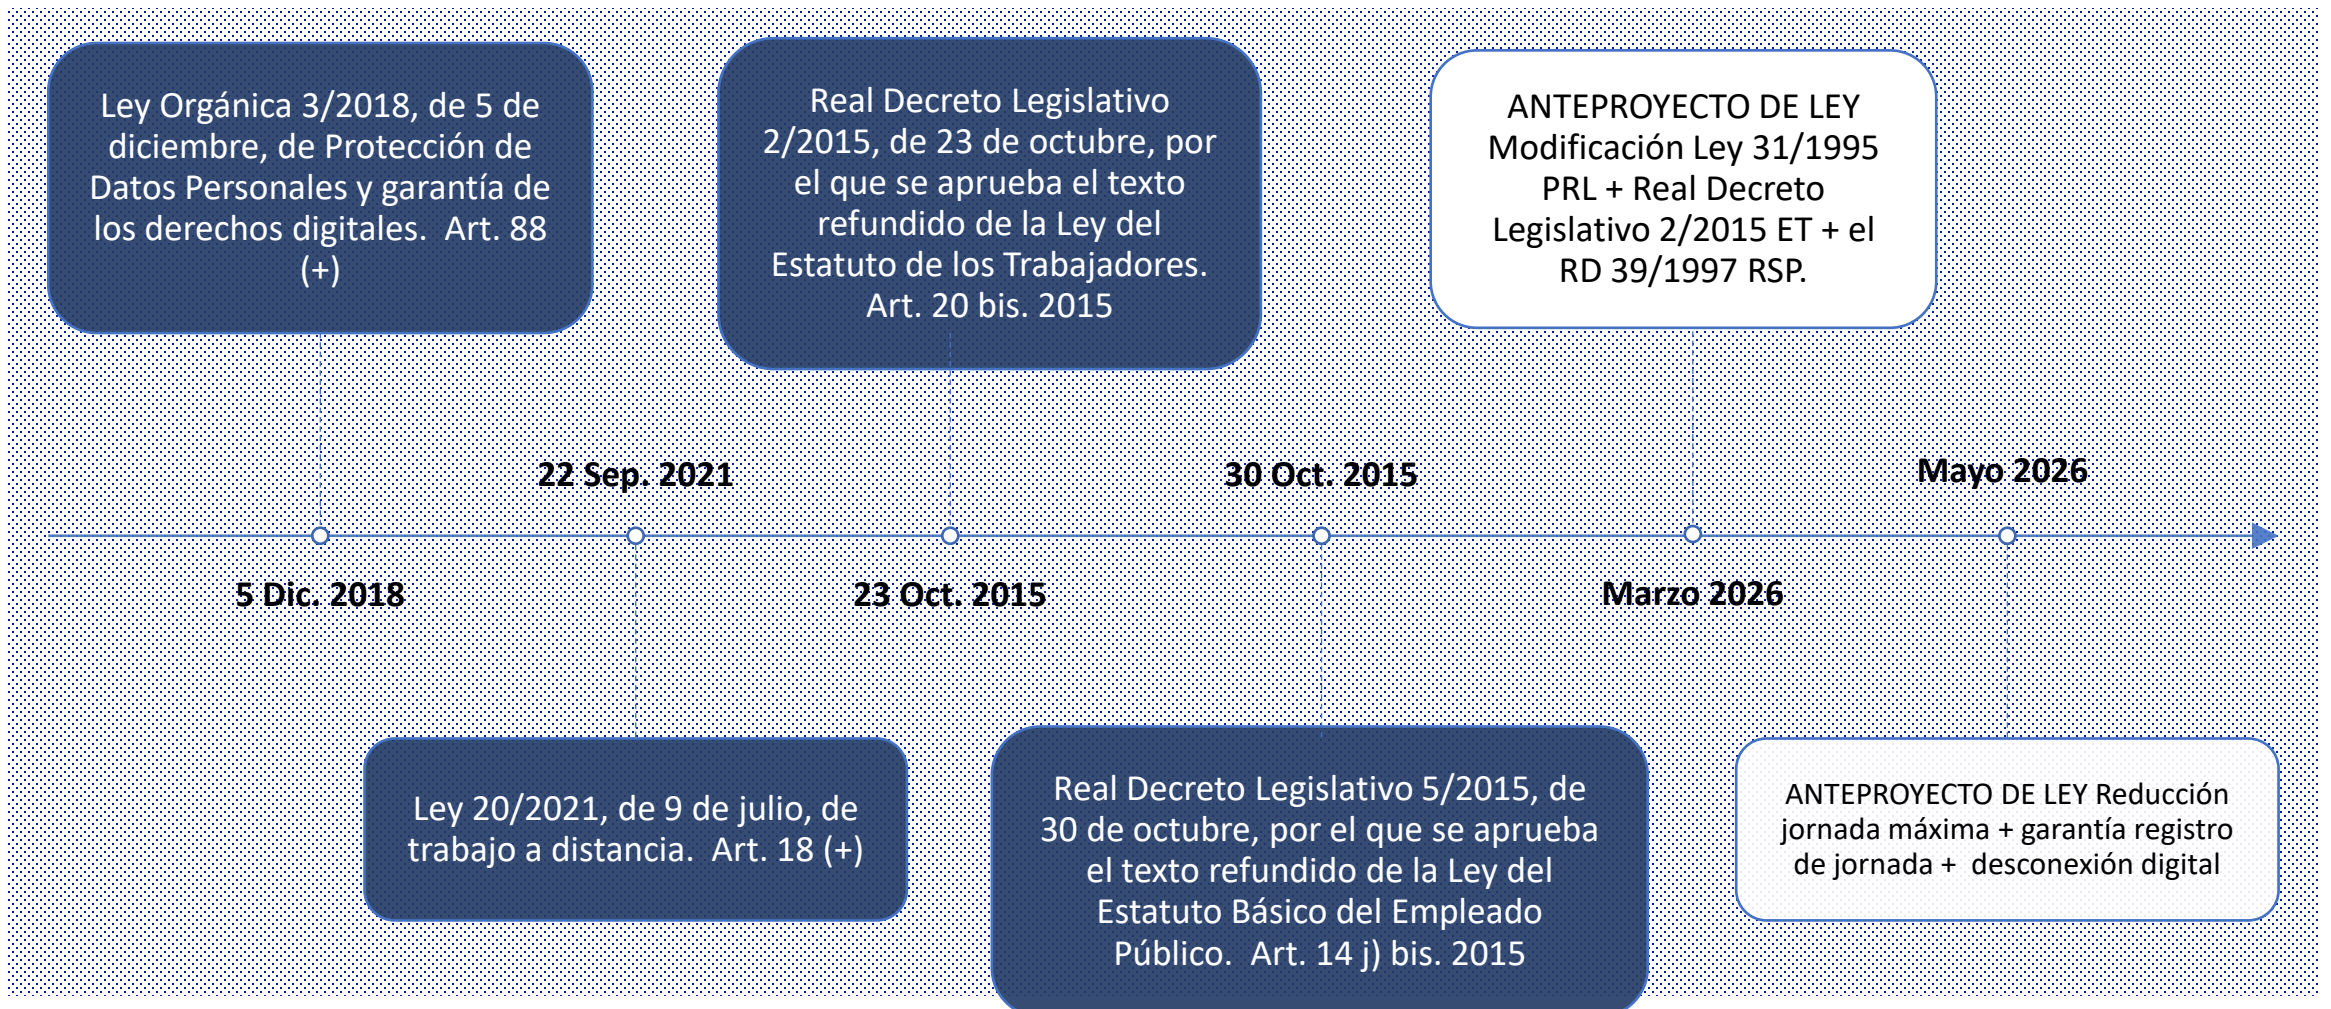 Ley Orgánica 3/2018, de 5 de
diciembre, de Protección de
Datos Personales y garantía de
los derechos digitales.  Art. 88
(+)
Real Decreto Legislativo
2/2015, de 23 de octubre, por
el que se aprueba el texto
refundido de la Ley del
Estatuto de los Trabajadores.
Art. 20 bis. 2015
ANTEPROYECTO DE LEY
Modificación Ley 31/1995
PRL + Real Decreto
Legislativo 2/2015 ET + el
RD 39/1997 RSP.
22 Sep. 2021
30 Oct. 2015
Mayo 2026
5 Dic. 2018
23 Oct. 2015
Marzo 2026
Ley 20/2021, de 9 de julio, de
trabajo a distancia.  Art. 18 (+)
Real Decreto Legislativo 5/2015, de
30 de octubre, por el que se aprueba
el texto refundido de la Ley del
Estatuto Básico del Empleado
Público.  Art. 14 j) bis. 2015
ANTEPROYECTO DE LEY Reducción
jornada máxima + garantía registro
de jornada +  desconexión digital